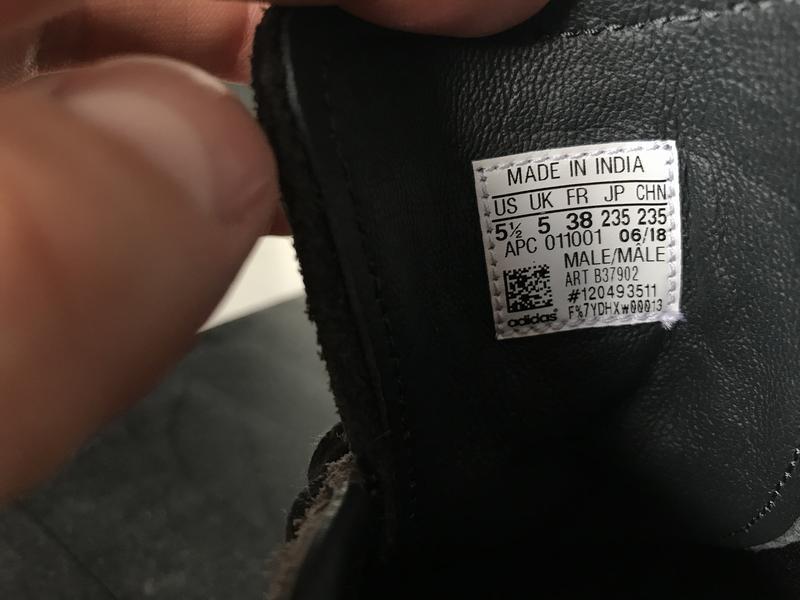 MADE IN INDIA
US UK FR JP CHN
5½ 5 38 235 235
APC 011001 06/18
MALE/MÂLE
ART B37902
#120493511
F%7YDHXw00013
adidas